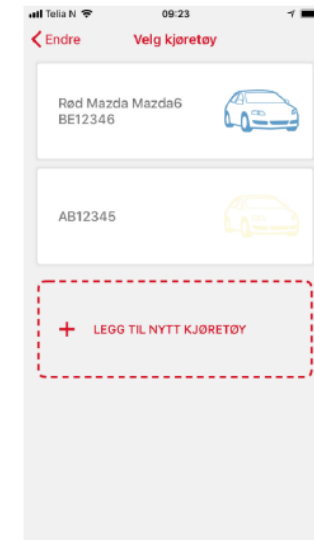 Telia N 09:23
Endre Velg kjøretøy
Rød Mazda Mazda6
BE12346
AB12345
+ LEGG TIL NYTT KJØRETØY